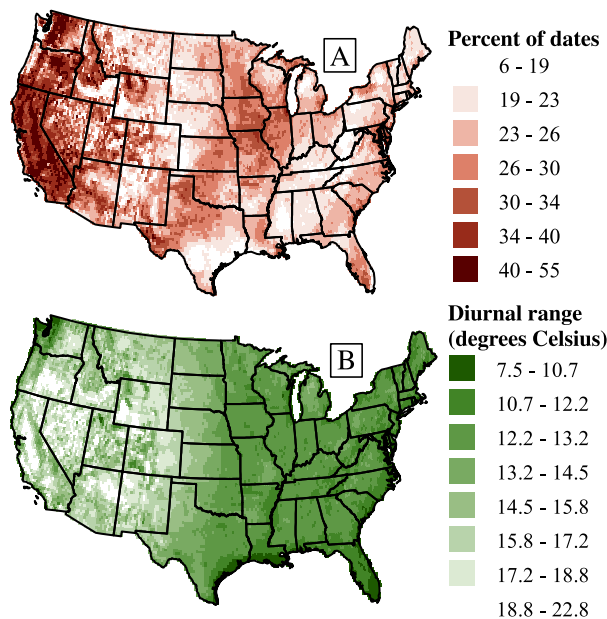 A
Percent of dates
6 - 19
19 - 23
23 - 26
26 - 30
30 - 34
34 - 40
40 - 55
B
Diurnal range
(degrees Celsius)
7.5 - 10.7
10.7 - 12.2
12.2 - 13.2
13.2 - 14.5
14.5 - 15.8
15.8 - 17.2
17.2 - 18.8
18.8 - 22.8